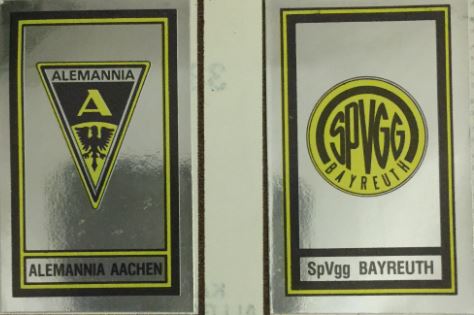 ALEMANNIA
A
ALEMANNIA AACHEN
SPVGG
BAYREUTH
SpVgg BAYREUTH